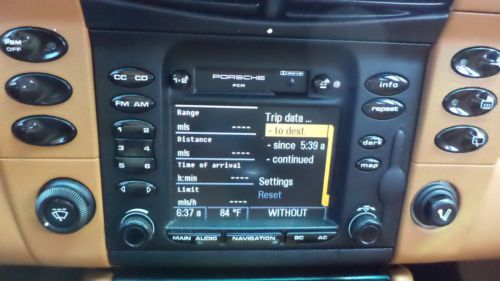 PSM
OFF
1·2
PORSCHE
PCM
CC CD
FM AM
1 2
3 4
5 6
info
repeat
dark
map
Range
mls ----
Distance
mls ----
Time of arrival
h:min ----
Limit
mls/h ----
Trip data ...
- to dest.
- since 5:39 a
- continued
Settings
Reset
6:37 a 84 °F WITHOUT
MAIN AUDIO NAVIGATION BC AC